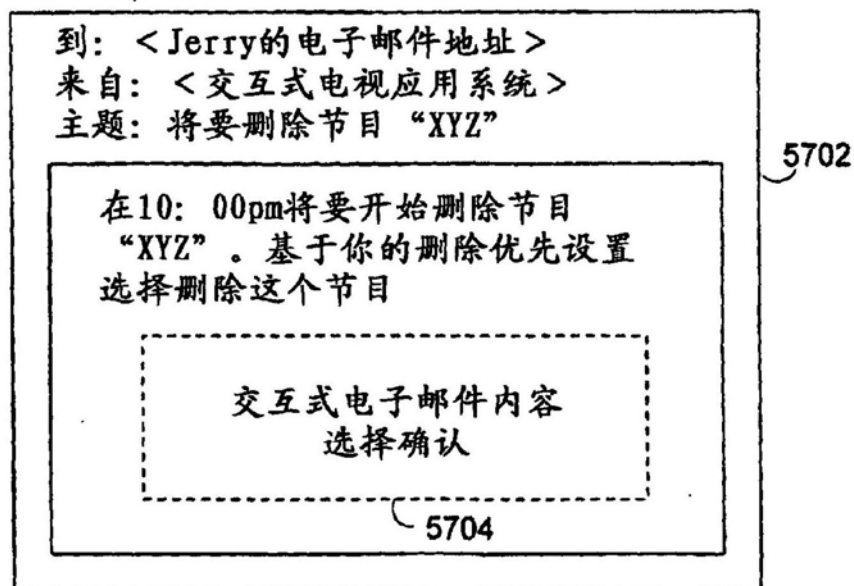 到: <Jerry的电子邮件地址>
来自: <交互式电视应用系统>
主题: 将要删除节目“XYZ”
5702
在10: 00pm将要开始删除节目
“XYZ”。基于你的删除优先设置
选择删除这个节目
交互式电子邮件内容
选择确认
5704